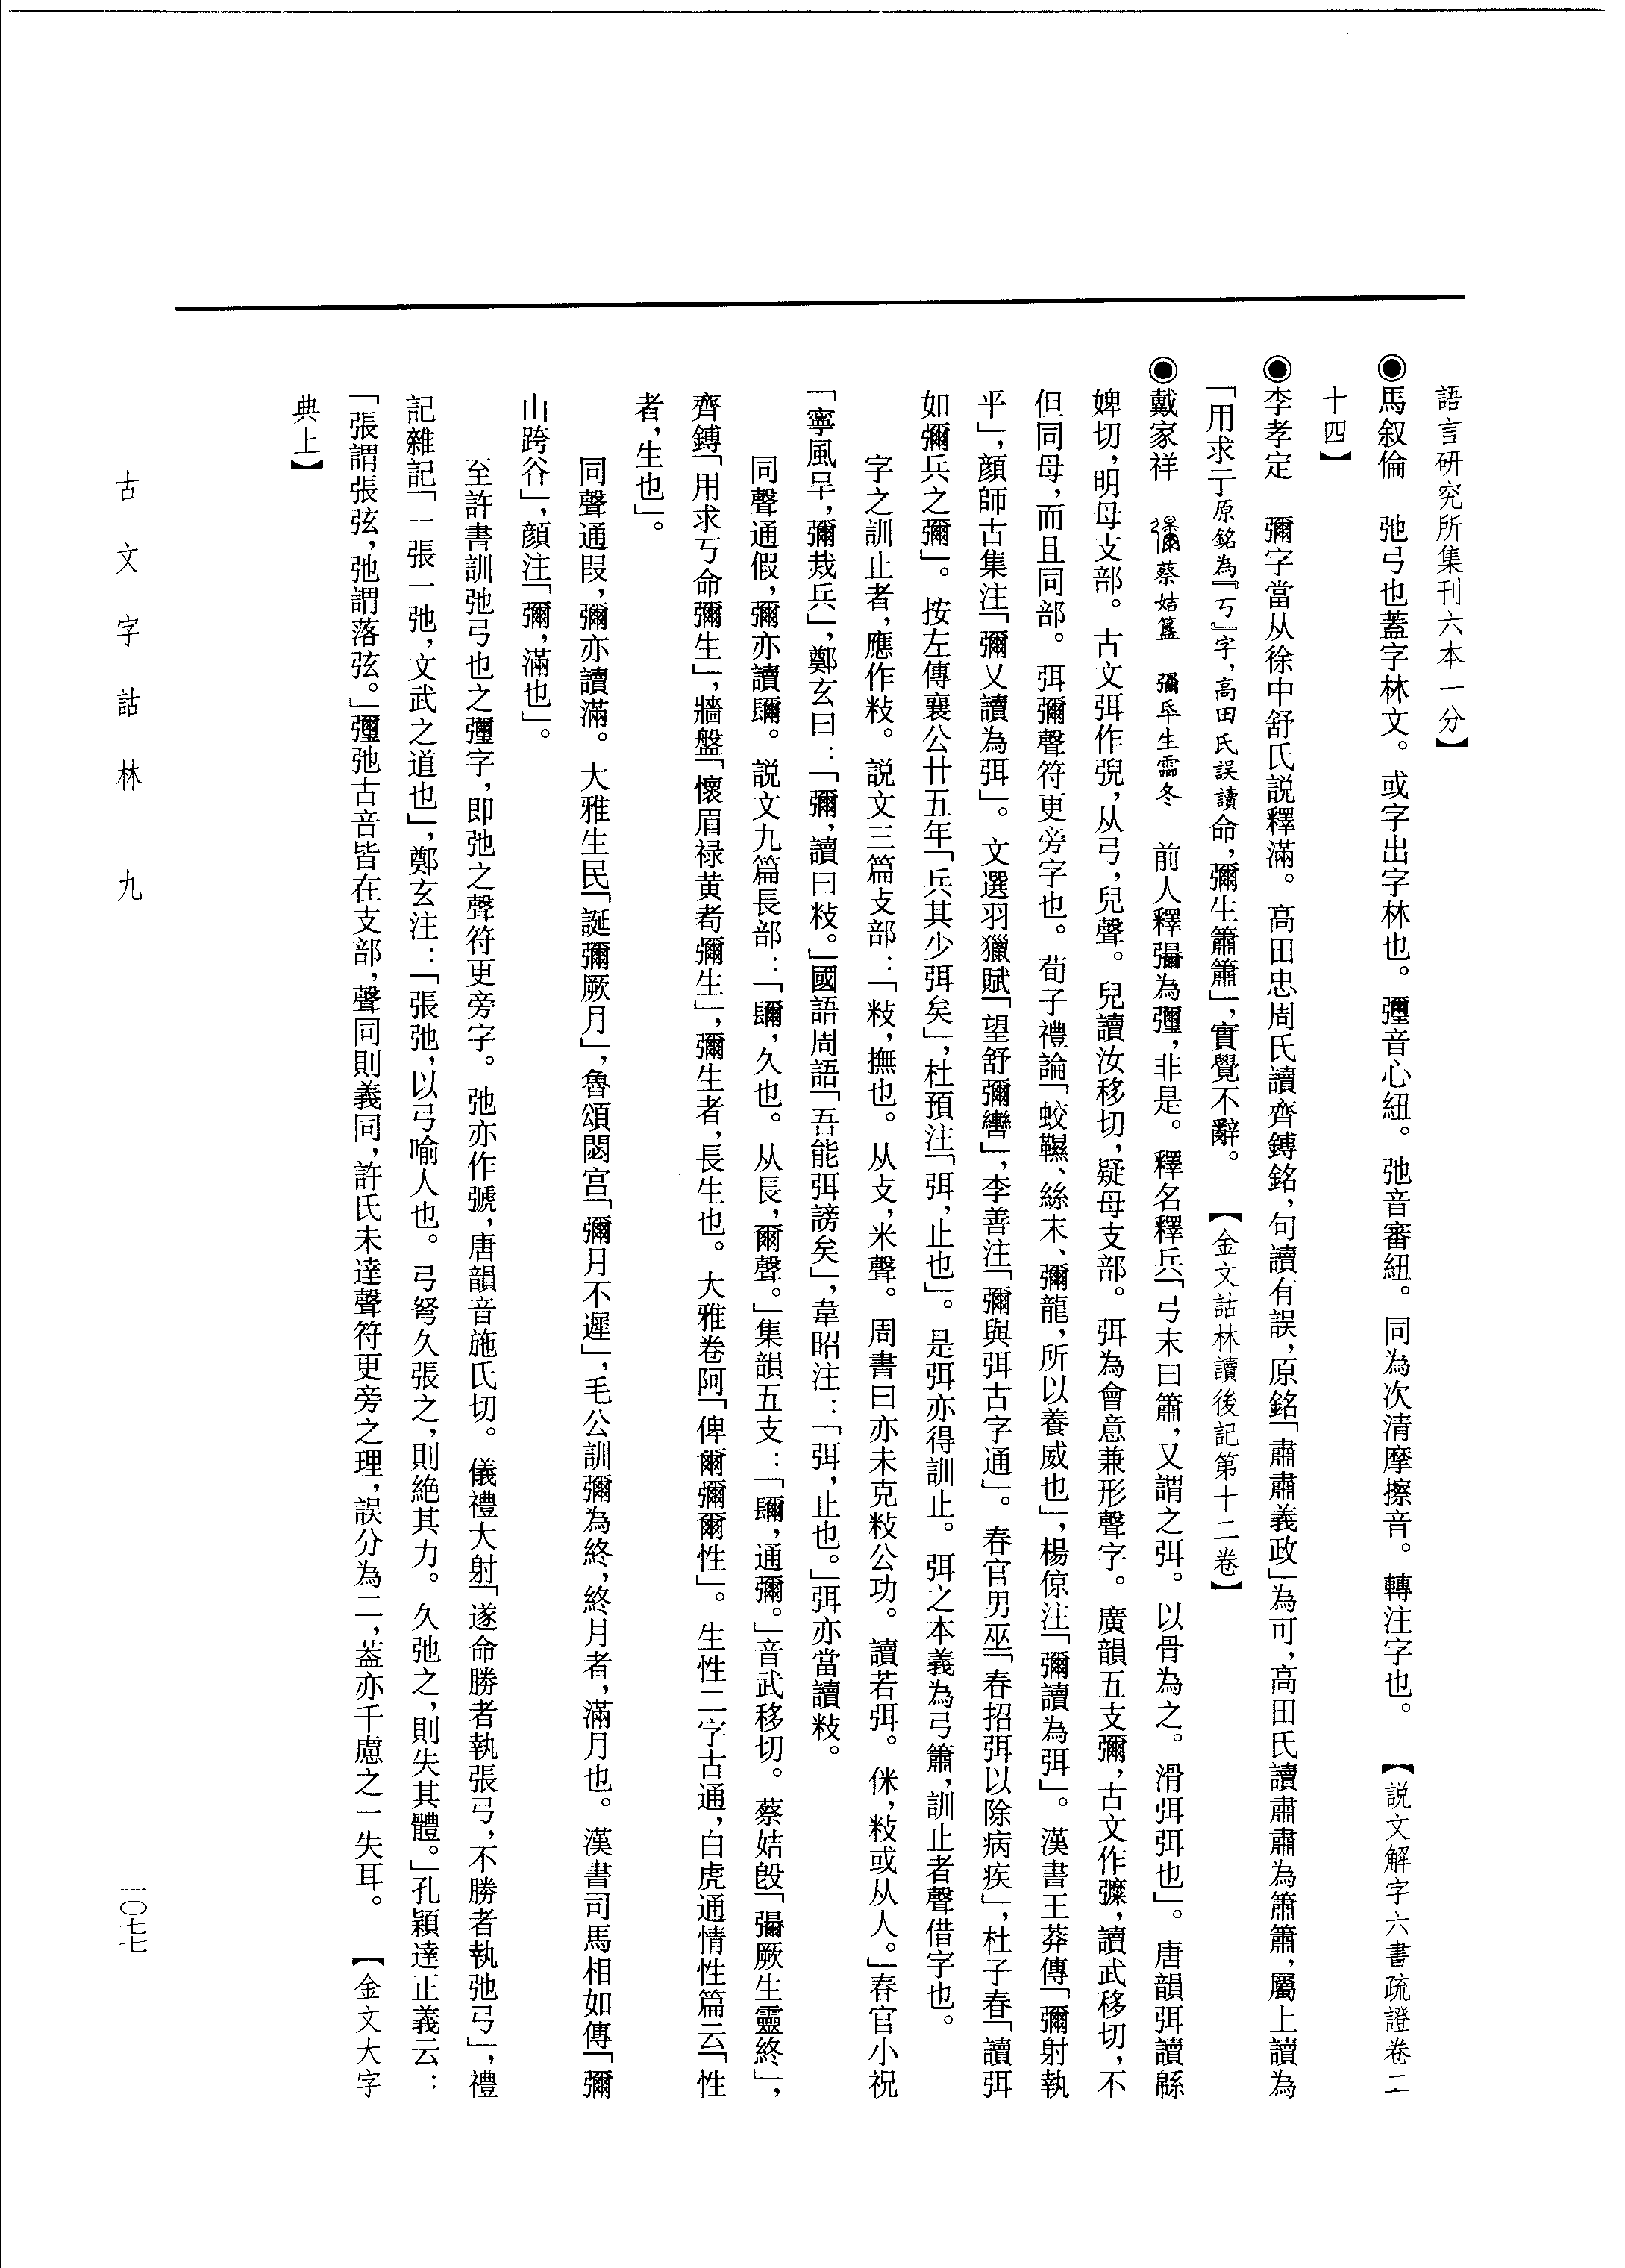 語言研究所集刊六本一分】
◉馬叙倫　弛弓也蓋字林文。或字出字林也。瓕音心紐。弛音審紐。同為次清摩擦音。轉注字也。　【説文解字六書疏證卷二
十四】
◉李孝定　彌字當从徐中舒氏説釋滿。高田忠周氏讀齊鎛銘，句讀有誤，原銘「肅肅義政」為可，高田氏讀肅肅為簫簫，屬上讀為
「用求丁原銘為『丂』字，高田氏誤讀命，彌生簫簫」，實覺不辭。　【金文詁林讀後記第十二卷】
◉戴家祥　蔡姞簋　生霝冬　前人釋為瓕，非是。釋名釋兵「弓末曰簫，又謂之弭。以骨為之。滑弭弭也」。唐韻弭讀緜
婢切，明母支部。古文弭作𢏜，从弓，兒聲。兒讀汝移切，疑母支部。弭為會意兼形聲字。廣韻五支彌，古文作，讀武移切，不
但同母，而且同部。弭彌聲符更旁字也。荀子禮論「蛟韅、絲末、彌龍，所以養威也」，楊倞注「彌讀為弭」。漢書王莽傳「彌射執
平」，顔師古集注「彌又讀為弭」。文選羽獵賦「望舒彌轡」，李善注「彌與弭古字通」。春官男巫「春招弭以除病疾」，杜子春「讀弭
如彌兵之彌」。按左傳襄公廿五年「兵其少弭矣」，杜預注「弭，止也」。是弭亦得訓止。弭之本義為弓簫，訓止者聲借字也。
字之訓止者，應作敉。説文三篇攴部：「敉，撫也。从攴，米聲。周書曰亦未克敉公功。讀若弭。侎，敉或从人。」春官小祝
「寧風旱，彌烖兵」，鄭玄曰：「彌，讀曰敉。」國語周語「吾能弭謗矣」，韋昭注：「弭，止也。」弭亦當讀敉。
同聲通假，彌亦讀镾。説文九篇長部：「镾，久也。从長，爾聲。」集韻五支：「镾，通彌。」音武移切。蔡姞𣪘「厥生靈終」，
齊鎛「用求丂命彌生」，牆盤「懷眉禄黄耇彌生」，彌生者，長生也。大雅卷阿「俾爾彌爾性」。生性二字古通，白虎通情性篇云「性
者，生也」。
同聲通叚，彌亦讀滿。大雅生民「誕彌厥月」，魯頌閟宫「彌月不遲」，毛公訓彌為終，終月者，滿月也。漢書司馬相如傳「彌
山跨谷」，顔注「彌，滿也」。
至許書訓弛弓也之瓕字，即弛之聲符更旁字。弛亦作𢐋，唐韻音施氏切。儀禮大射「遂命勝者執張弓，不勝者執弛弓」，禮
記雜記「一張一弛，文武之道也」，鄭玄注：「張弛，以弓喻人也。弓弩久張之，則絶其力。久弛之，則失其體。」孔穎達正義云：
「張謂張弦，弛謂落弦。」瓕弛古音皆在支部，聲同則義同，許氏未達聲符更旁之理，誤分為二，蓋亦千慮之一失耳。　【金文大字
典上】
古文字詁林　九
一〇七七